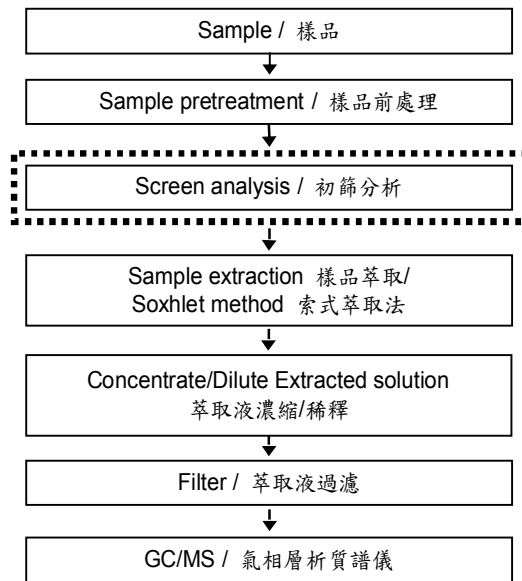 Sample / 樣品
Sample pretreatment / 樣品前處理
Screen analysis / 初篩分析
Sample extraction 樣品萃取/
Soxhlet method 索式萃取法
Concentrate/Dilute Extracted solution
萃取液濃縮/稀釋
Filter / 萃取液過濾
GC/MS / 氣相層析質譜儀